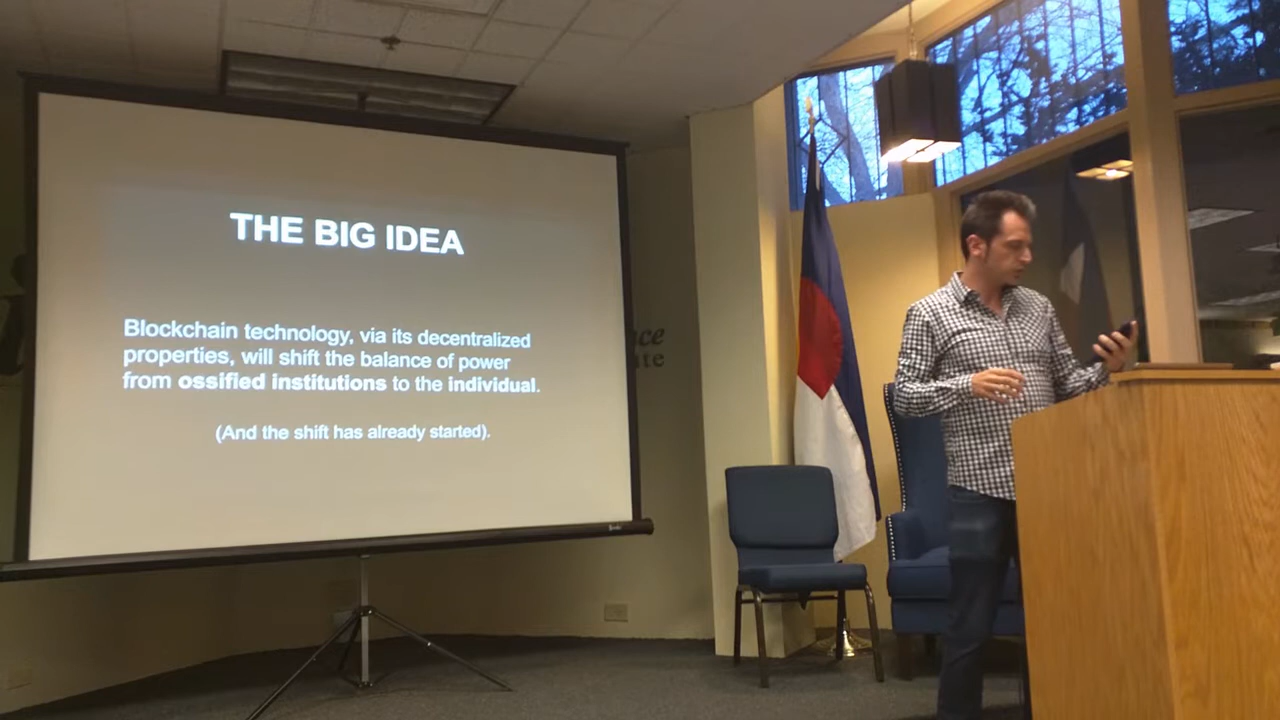 THE BIG IDEA
Blockchain technology, via its decentralized
properties, will shift the balance of power
from ossified institutions to the individual.
(And the shift has already started).